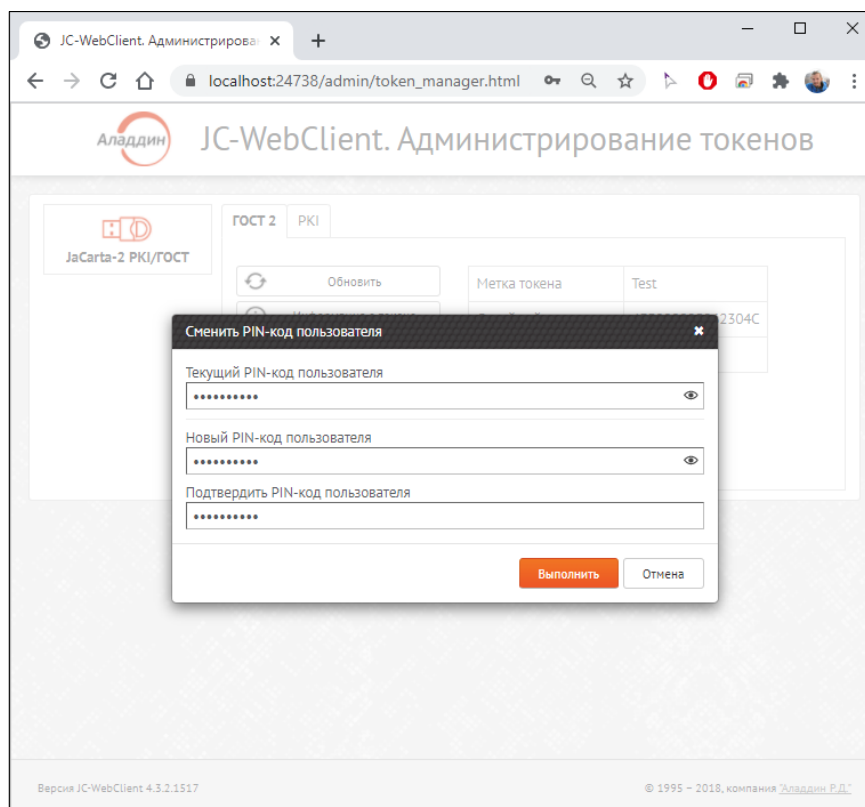 JC-WebClient. Администрирова
localhost:24738/admin/token_manager.html
Аладдин
JC-WebClient. Администрирование токенов
JaCarta-2 PKI/ГОСТ
ГОСТ 2 PKI
Обновить
Метка токена Test
2304C
Сменить PIN-код пользователя
Текущий PIN-код пользователя
••••••••••
Новый PIN-код пользователя
••••••••••
Подтвердить PIN-код пользователя
••••••••••
Выполнить Отмена
Версия JC-WebClient 4.3.2.1517
© 1995 – 2018, компания "Аладдин Р.Д."